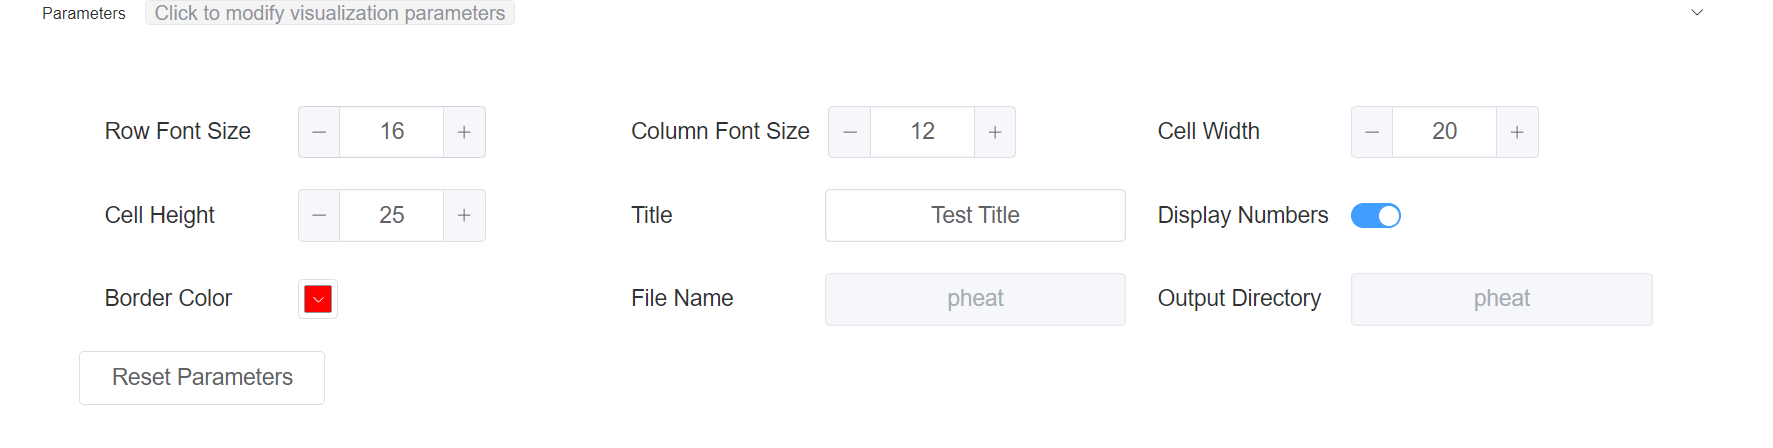 Parameters Click to modify visualization parameters
Row Font Size 16 Column Font Size 12 Cell Width 20
Cell Height 25 Title Test Title Display Numbers
Border Color File Name pheat Output Directory pheat
Reset Parameters